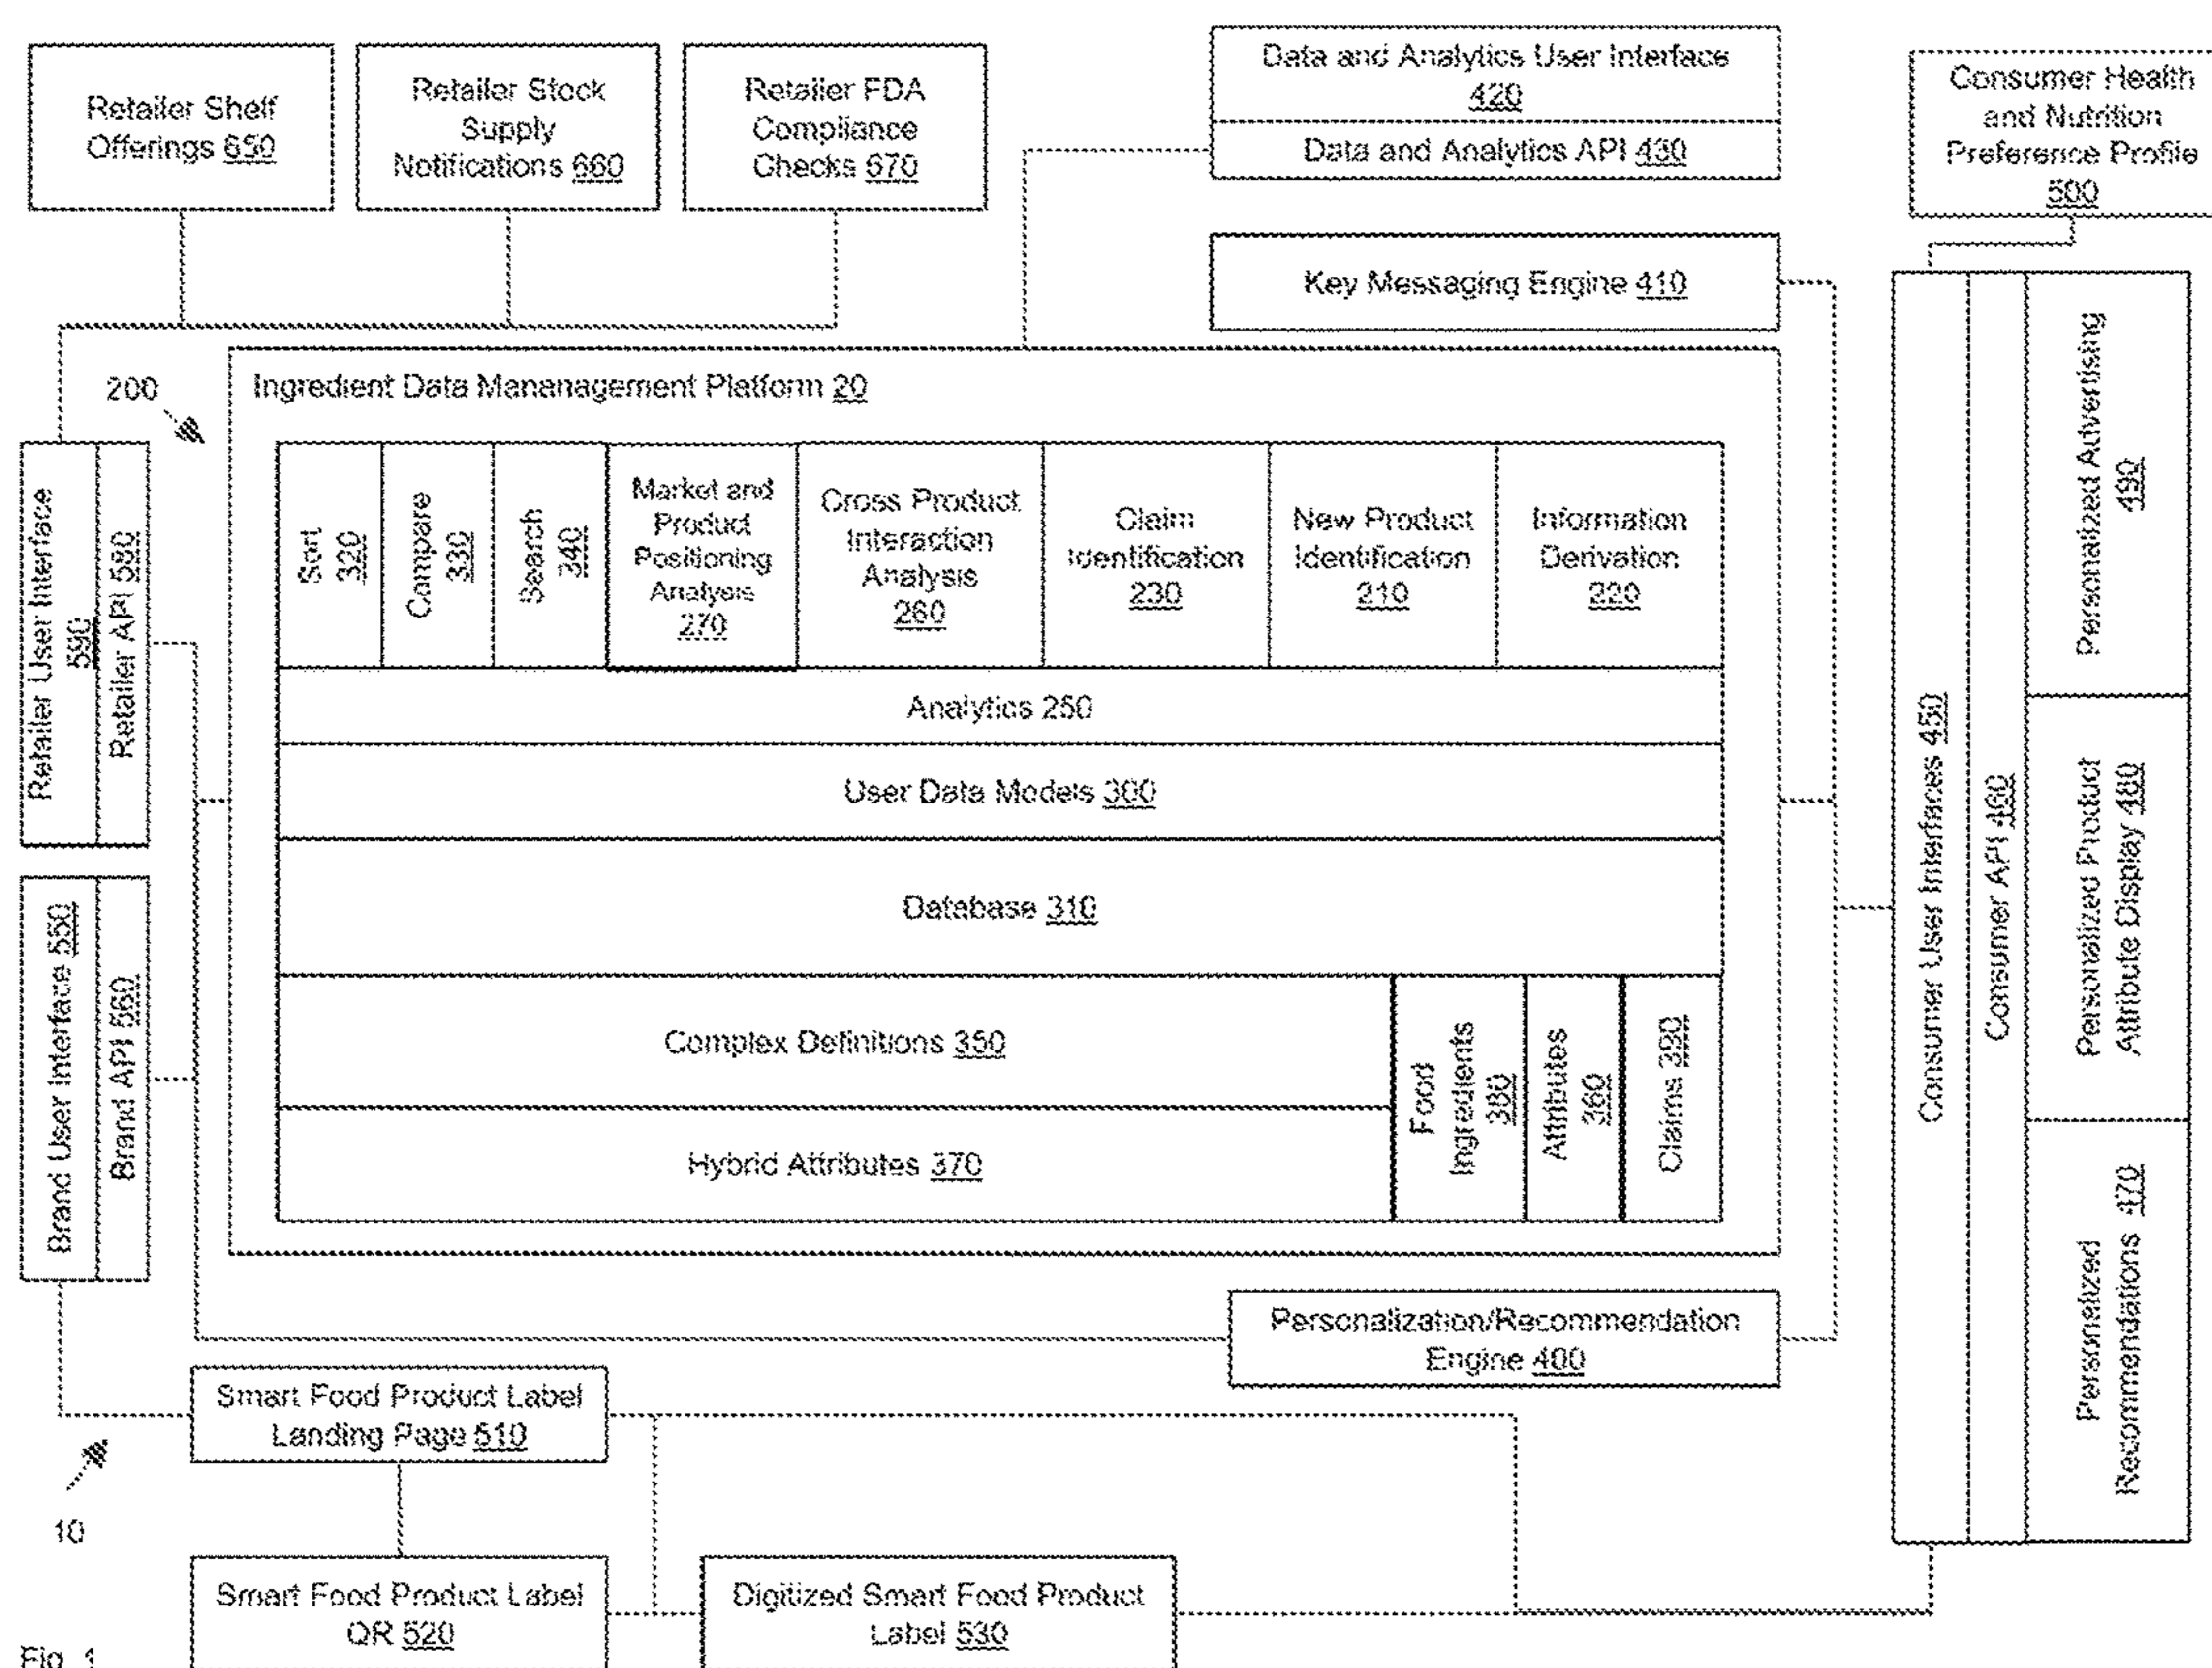 Retailer Shelf
Offerings 650
Retailer Stock
Supply
Notifications 660
Retailer FDA
Compliance
Checks 670
Data and Analytics User Interface
420
Data and Analytics API 430
Consumer Health
and Nutrition
Preference Profile
500
Key Messaging Engine 410
200
Ingredient Data Mananagement Platform 20
Retailer User Interface
590
Retailer API 580
Sort
320
Compare
330
Search
340
Market and
Product
Positioning
Analysis
270
Cross Product
Interaction
Analysis
260
Claim
Identification
230
New Product
Identification
210
Information
Derivation
220
Analytics 250
User Data Models 300
Database 310
Complex Definitions 350
Hybrid Attributes 370
Food
Ingredients
380
Attributes
360
Claims 390
Brand User Interface 550
Brand API 560
Consumer User Interfaces 450
Consumer API 460
Personalized Advertising
490
Personalized Product
Attribute Display 480
Personalized
Recommendations 470
Personalization/Recommendation
Engine 400
Smart Food Product Label
Landing Page 510
10
Smart Food Product Label
QR 520
Digitized Smart Food Product
Label 530
Fig. 1